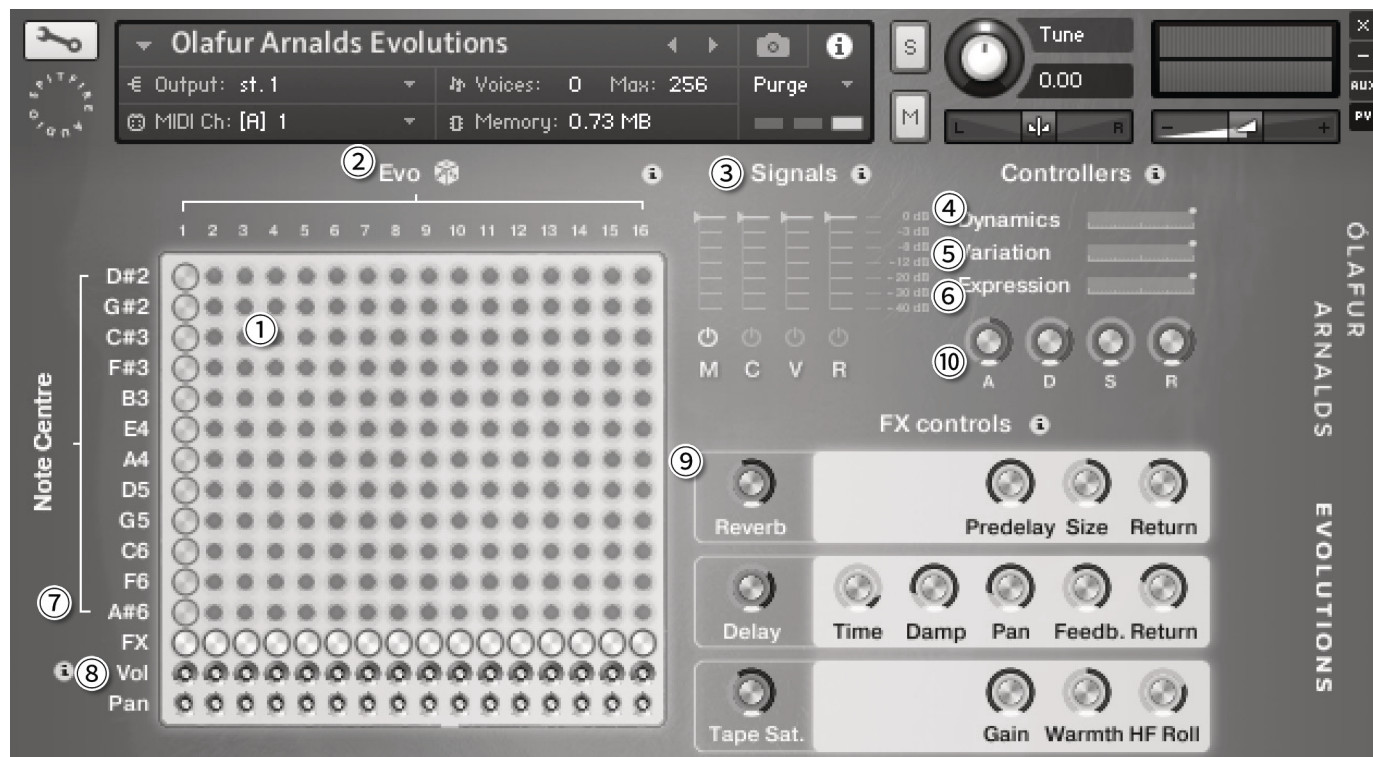 Olafur Arnalds Evolutions
Output: st. 1
Voices: 0 Max: 256
Purge
MIDI Ch: [A] 1
Memory: 0.73 MB
S
M
Tune
0.00
L R
- +
X
-
AUX
PV
SPITFIRE AUDIO
② Evo
③ Signals
Controllers
1 2 3 4 5 6 7 8 9 10 11 12 13 14 15 16
0 dB
-3 dB
-12 dB
-20 dB
-30 dB
-40 dB
④ Dynamics
⑤ Variation
⑥ Expression
Note Centre
D#2
G#2
①
C#3
F#3
B3
E4
A4
D5
G5
C6
F6
⑦ A#6
FX
⑧ Vol
Pan
M C V R
⑩ A D S R
FX controls
⑨
Reverb
Predelay Size Return
Delay
Time Damp Pan Feedb. Return
Tape Sat.
Gain Warmth HF Roll
ÓLAFUR
ARNALDS
EVOLUTIONS